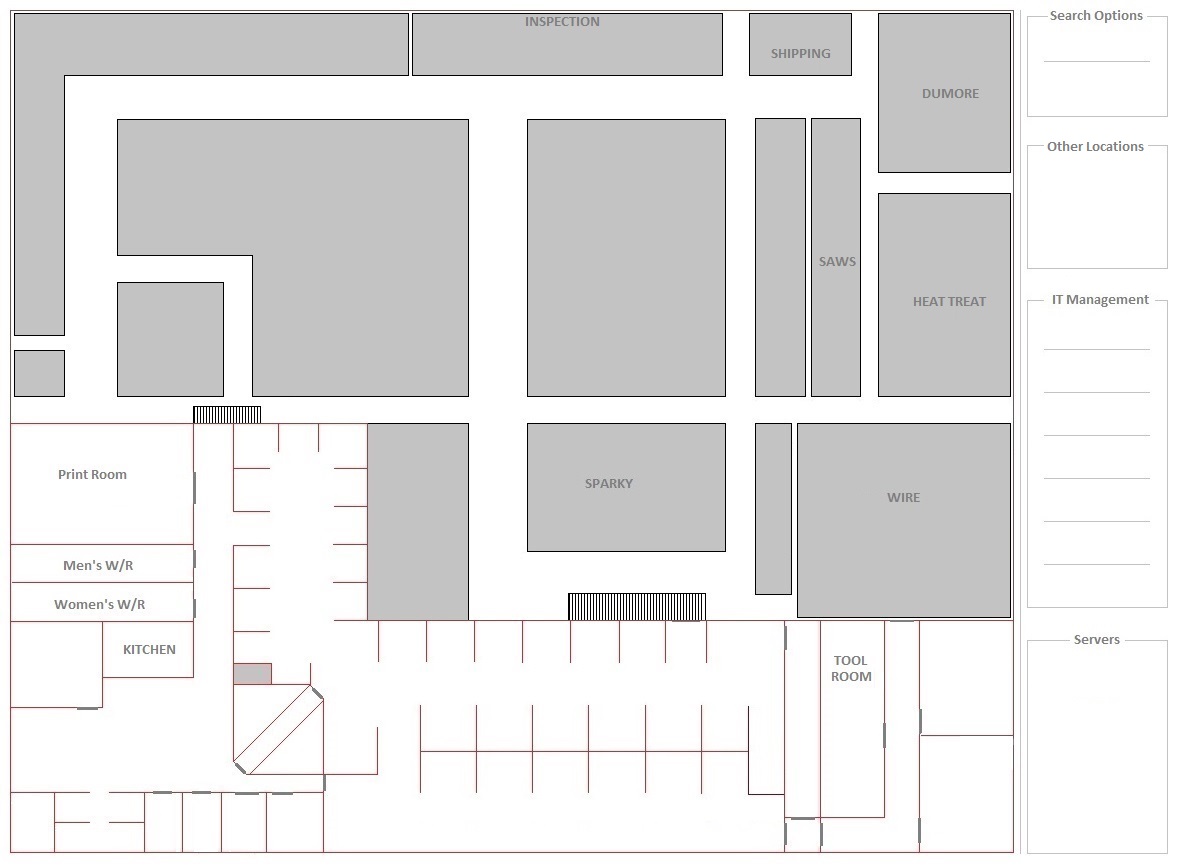 INSPECTION
SHIPPING
DUMORE
SAWS
HEAT TREAT
Print Room
Men's W/R
Women's W/R
KITCHEN
SPARKY
WIRE
TOOL
ROOM
Search Options
Other Locations
IT Management
Servers